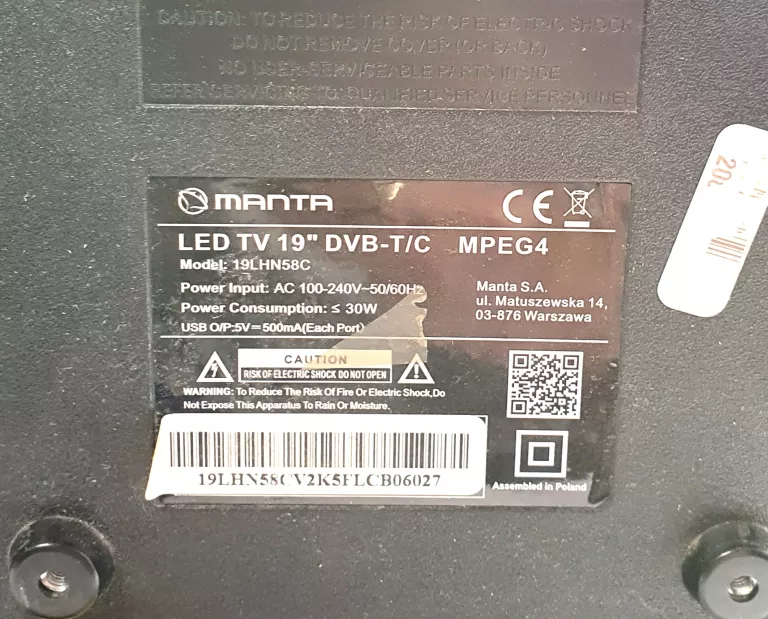 CAUTION: TO REDUCE THE RISK OF ELECTRIC SHOCK
DO NOT REMOVE COVER (OR BACK)
NO USER-SERVICEABLE PARTS INSIDE
REFER SERVICING TO QUALIFIED SERVICE PERSONNEL
MANTA
CE
LED TV 19" DVB-T/C MPEG4
Model: 19LHN58C
Power Input: AC 100-240V~50/60Hz
Power Consumption: ≤ 30W
USB O/P:5V⎓500mA(Each Port)
Manta S.A.
ul. Matuszewska 14,
03-876 Warszawa
CAUTION
RISK OF ELECTRIC SHOCK DO NOT OPEN
WARNING: To Reduce The Risk Of Fire Or Electric Shock,Do
Not Expose This Apparatus To Rain Or Moisture.
19LHN58CV2K5FLCB06027
Assembled in Poland